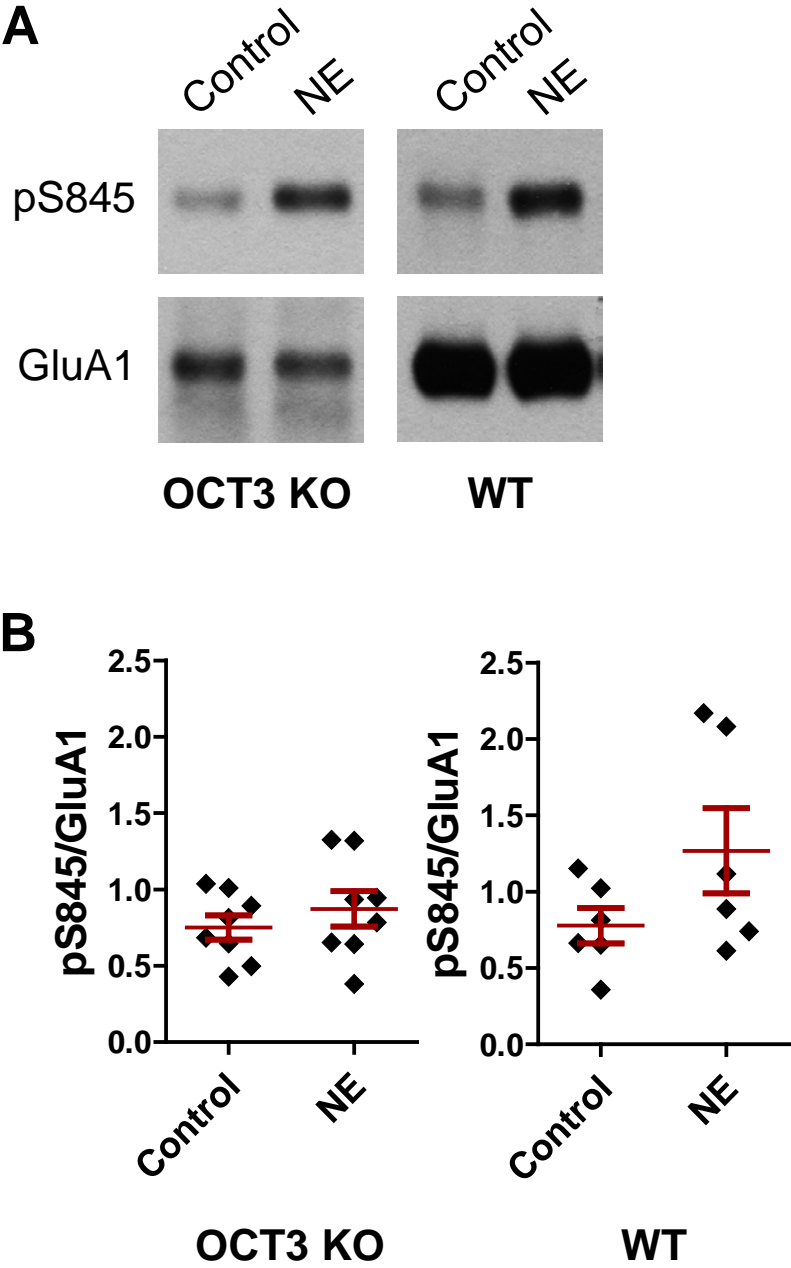 A
Control NE Control NE
pS845
GluA1
OCT3 KO WT
B
pS845/GluA1
2.5
2.0
1.5
1.0
0.5
0.0
Control NE
OCT3 KO
pS845/GluA1
2.5
2.0
1.5
1.0
0.5
0.0
Control NE
WT